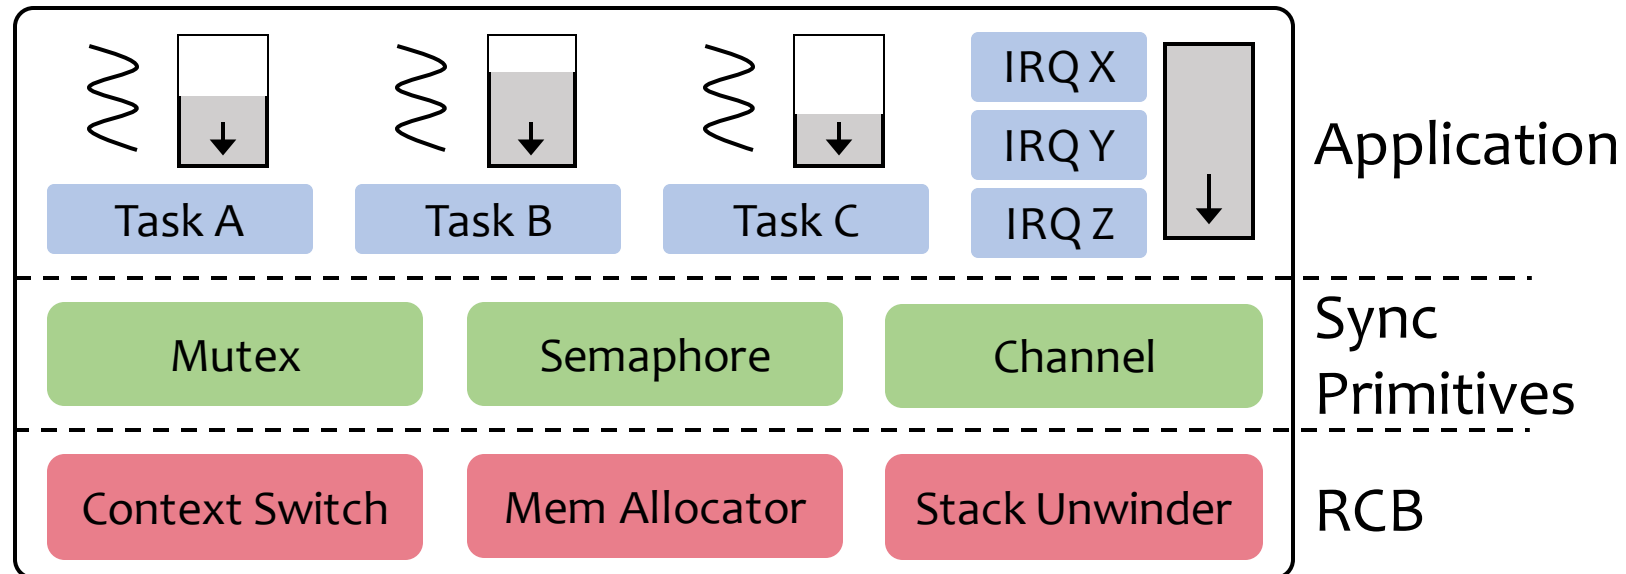 IRQ X
IRQ Y
IRQ Z
Task A
Task B
Task C
Application
Mutex
Semaphore
Channel
Sync
Primitives
Context Switch
Mem Allocator
Stack Unwinder
RCB